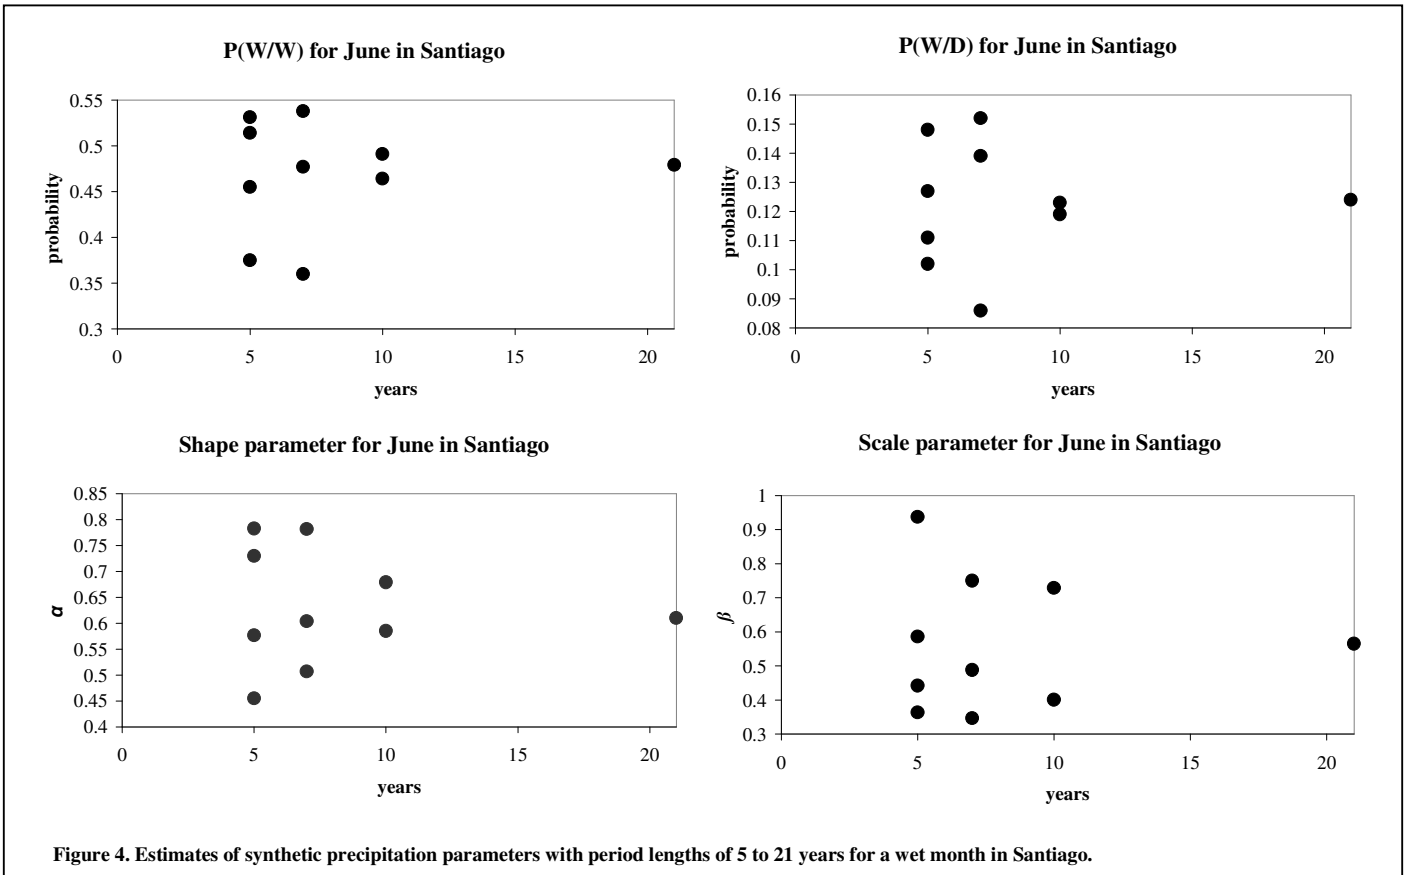 P(W/W) for June in Santiago
0.55
0.5
0.45
0.4
0.35
0.3
probability
0 5 10 15 20
years
P(W/D) for June in Santiago
0.16
0.15
0.14
0.13
0.12
0.11
0.1
0.09
0.08
probability
0 5 10 15 20
years
Shape parameter for June in Santiago
0.85
0.8
0.75
0.7
0.65
0.6
0.55
0.5
0.45
0.4
α
0 5 10 15 20
years
Scale parameter for June in Santiago
1
0.9
0.8
0.7
0.6
0.5
0.4
0.3
β
0 5 10 15 20
years
Figure 4. Estimates of synthetic precipitation parameters with period lengths of 5 to 21 years for a wet month in Santiago.